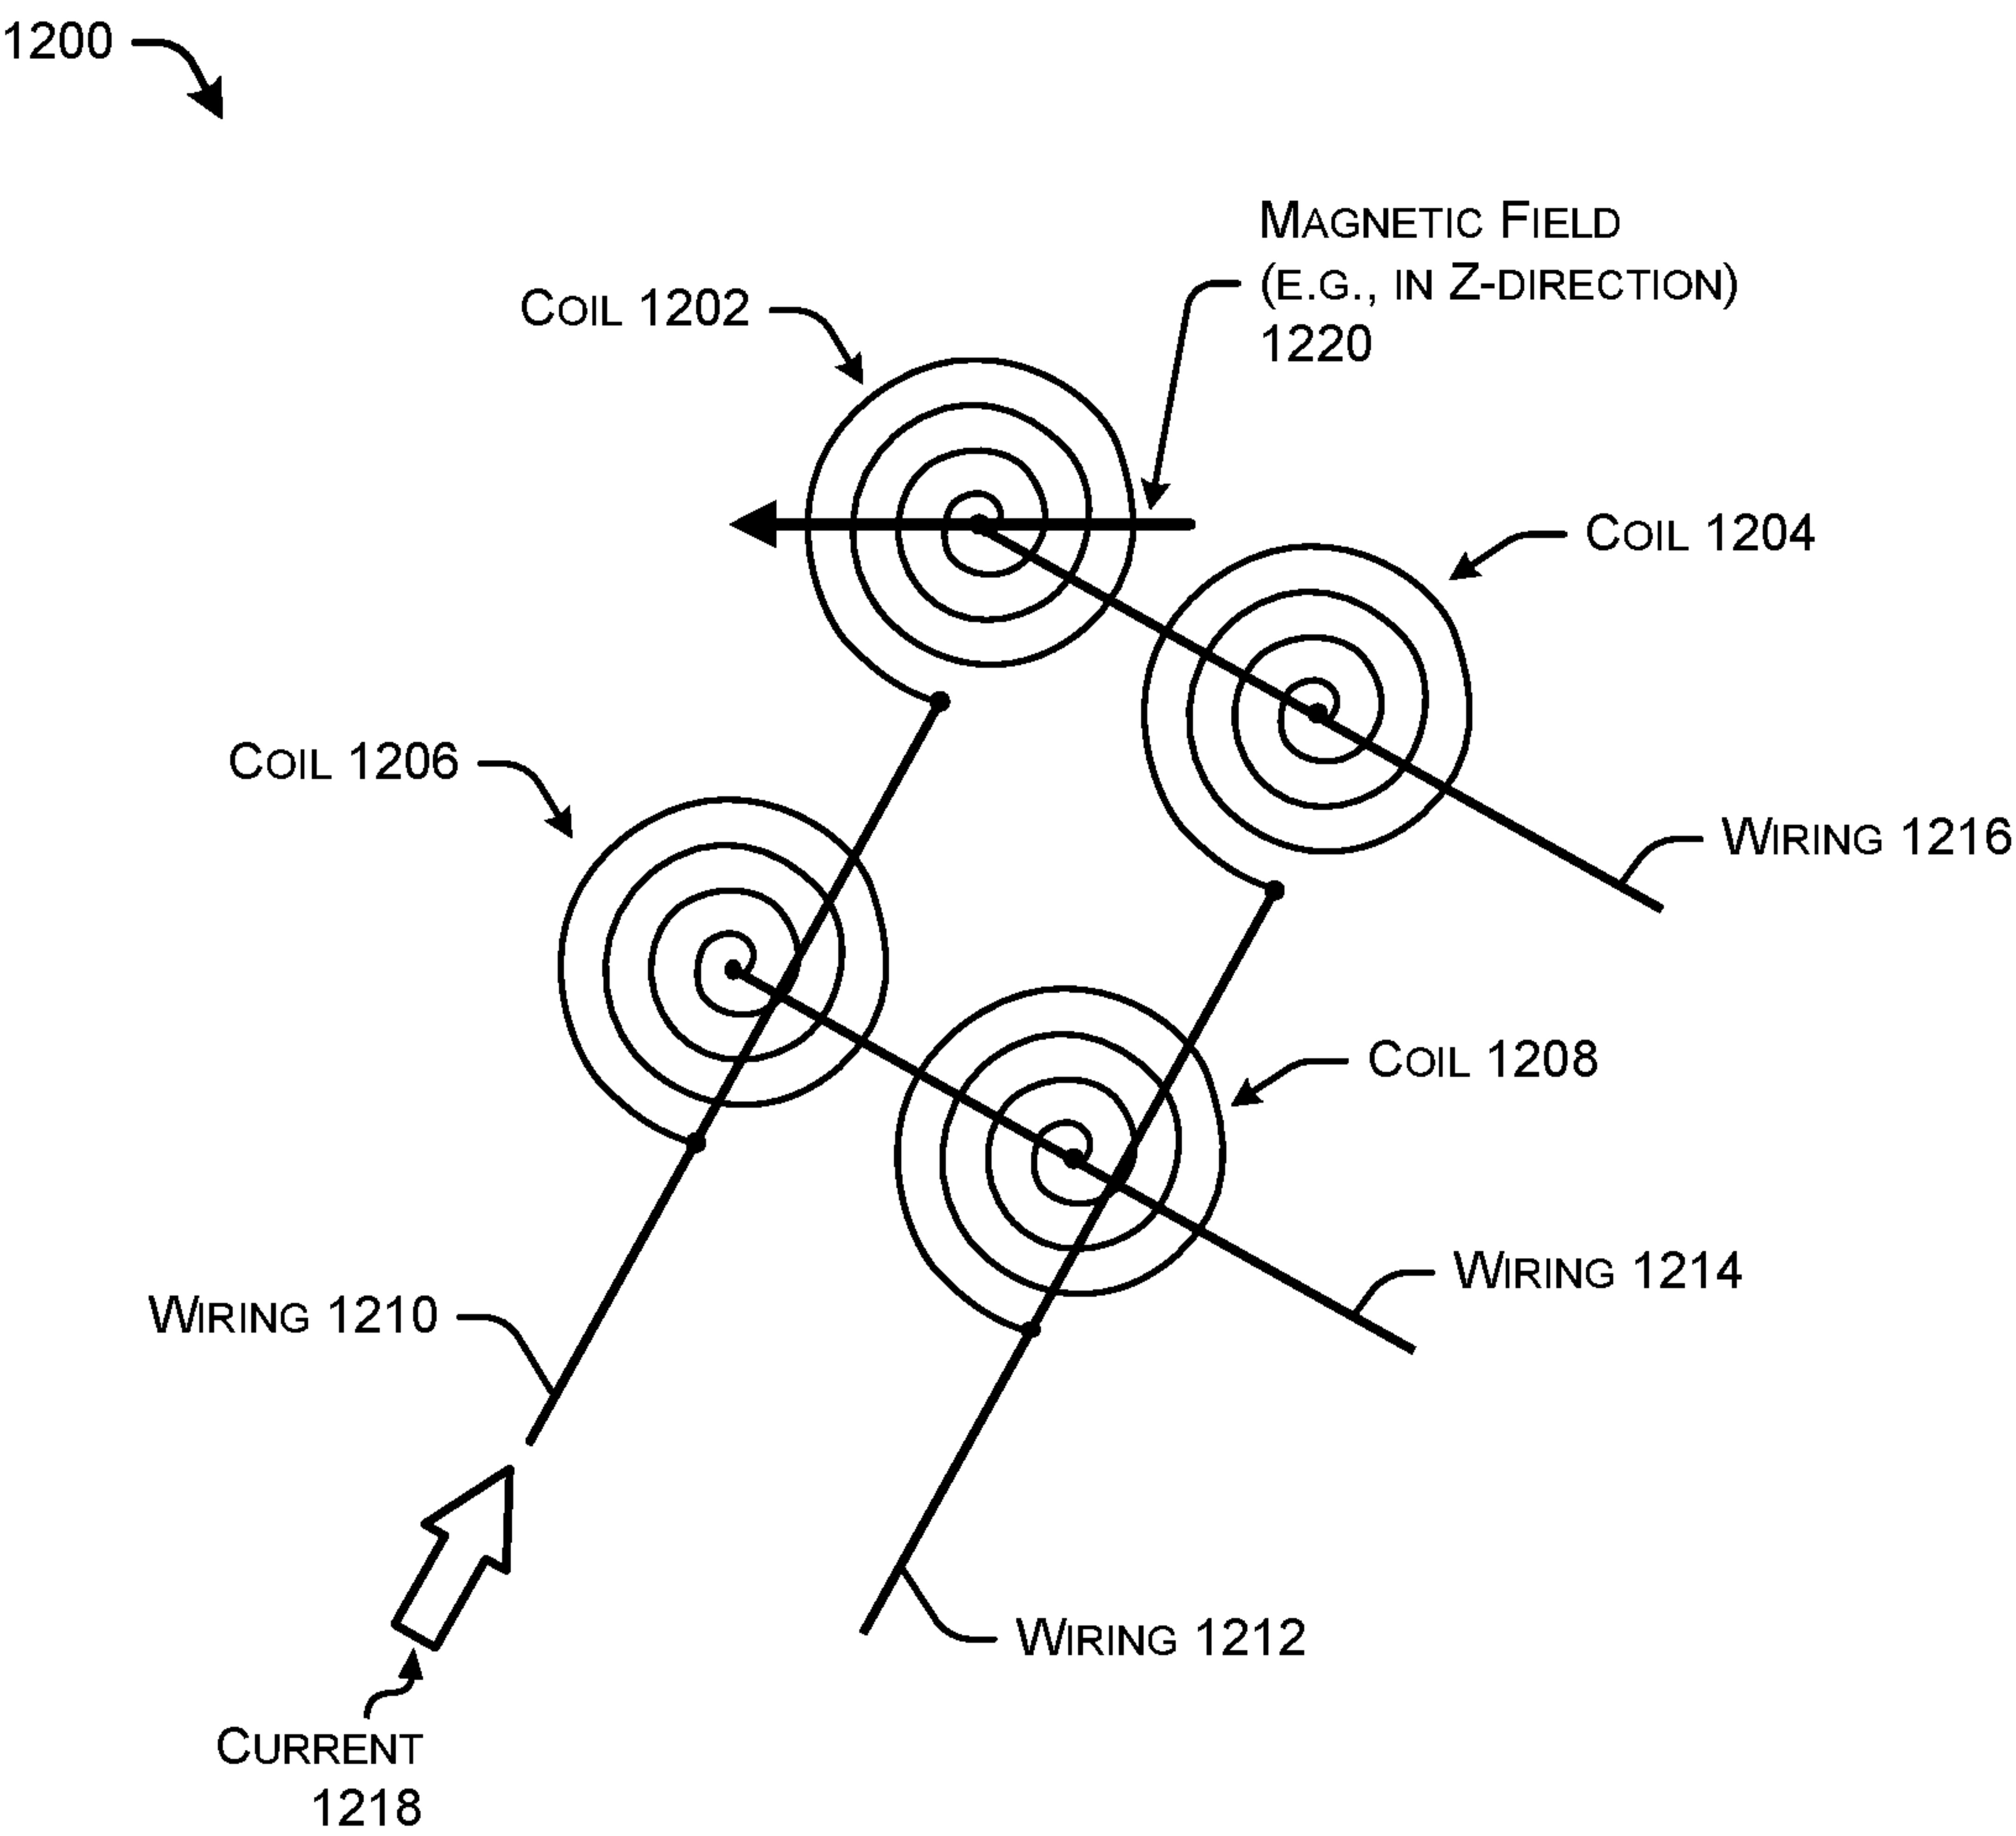 1200
MAGNETIC FIELD
(E.G., IN Z-DIRECTION)
1220
COIL 1202
COIL 1204
COIL 1206
WIRING 1216
COIL 1208
WIRING 1214
WIRING 1210
WIRING 1212
CURRENT
1218